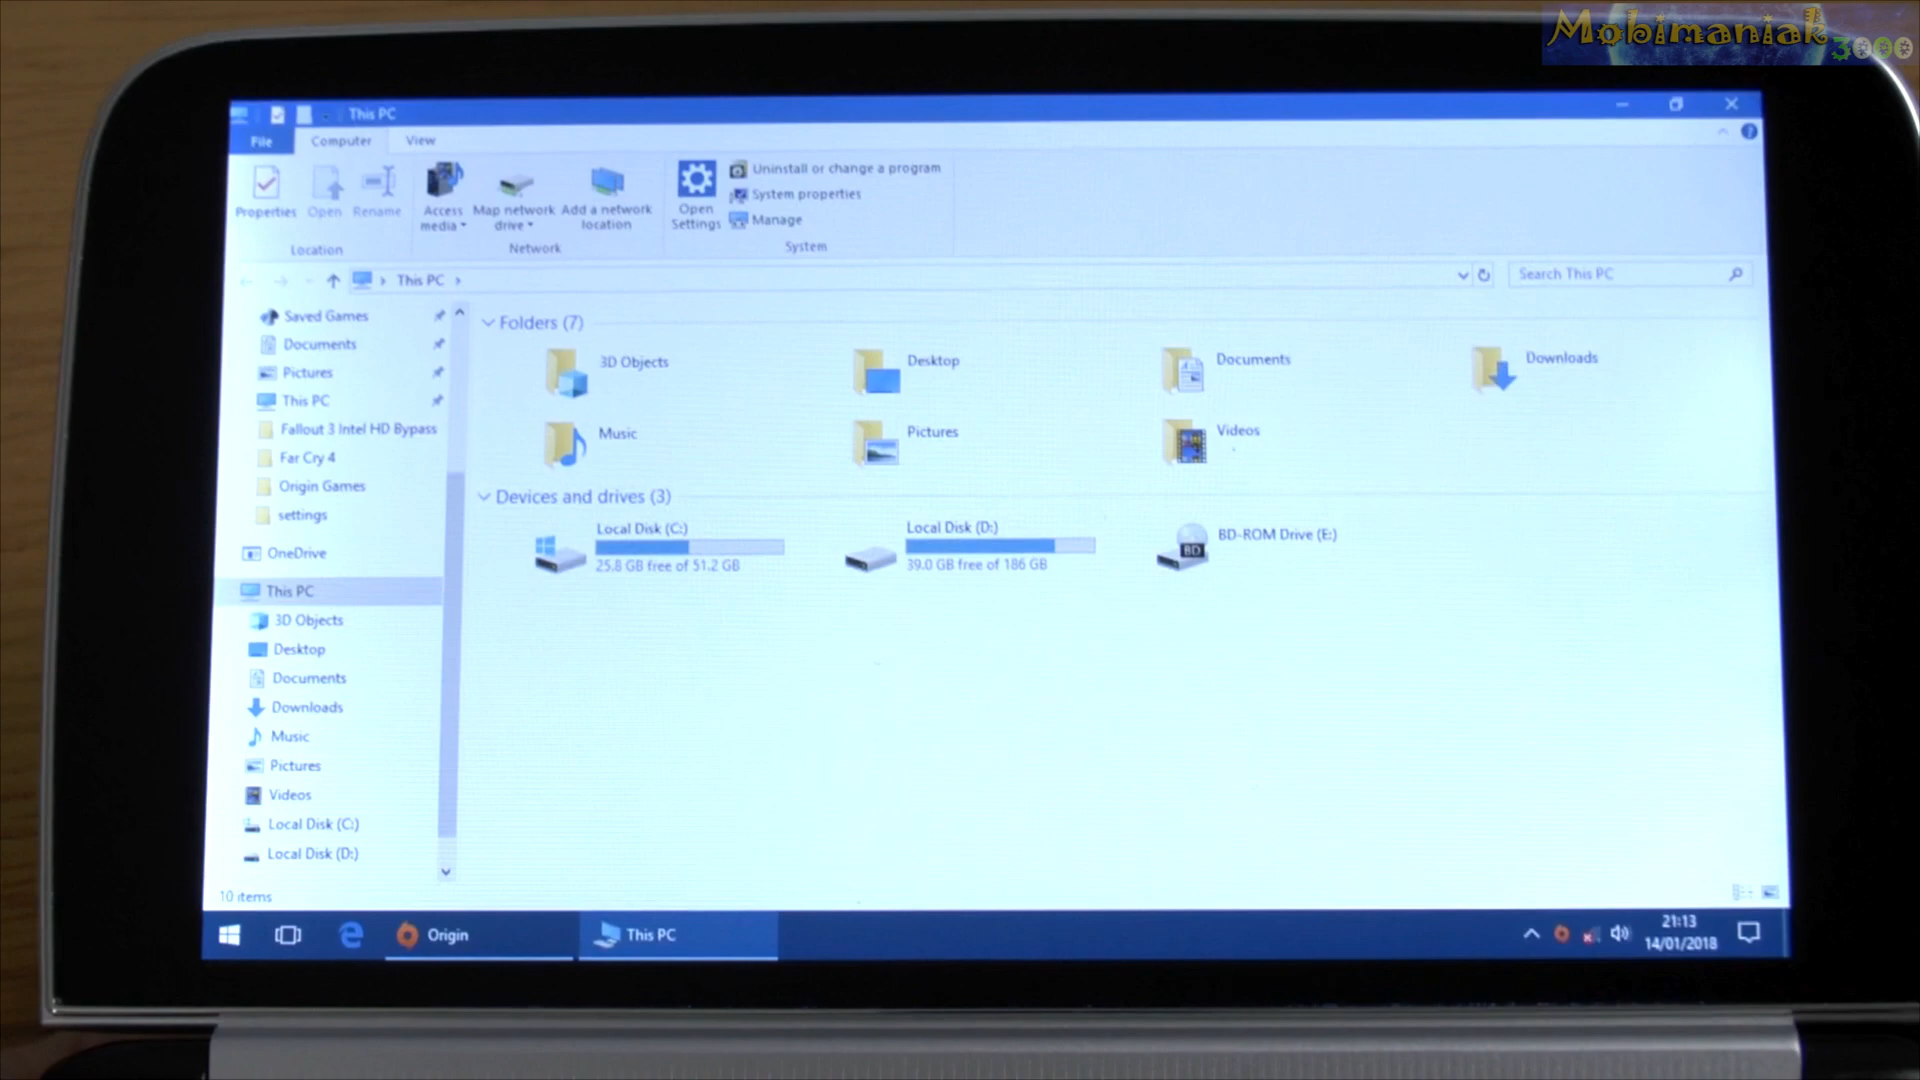 Mobimaniak
3000
This PC
File Computer View
Properties Open Rename
Access media
Map network drive
Add a network location
Open Settings
Uninstall or change a program
System properties
Manage
Location Network System
This PC
Search This PC
Saved Games
Documents
Pictures
This PC
Fallout 3 Intel HD Bypass
Far Cry 4
Origin Games
settings
OneDrive
This PC
3D Objects
Desktop
Documents
Downloads
Music
Pictures
Videos
Local Disk (C:)
Local Disk (D:)
Folders (7)
3D Objects
Desktop
Documents
Downloads
Music
Pictures
Videos
Devices and drives (3)
Local Disk (C:)
25.8 GB free of 51.2 GB
Local Disk (D:)
39.0 GB free of 186 GB
BD-ROM Drive (E:)
BD
10 items
Origin
This PC
21:13
14/01/2018